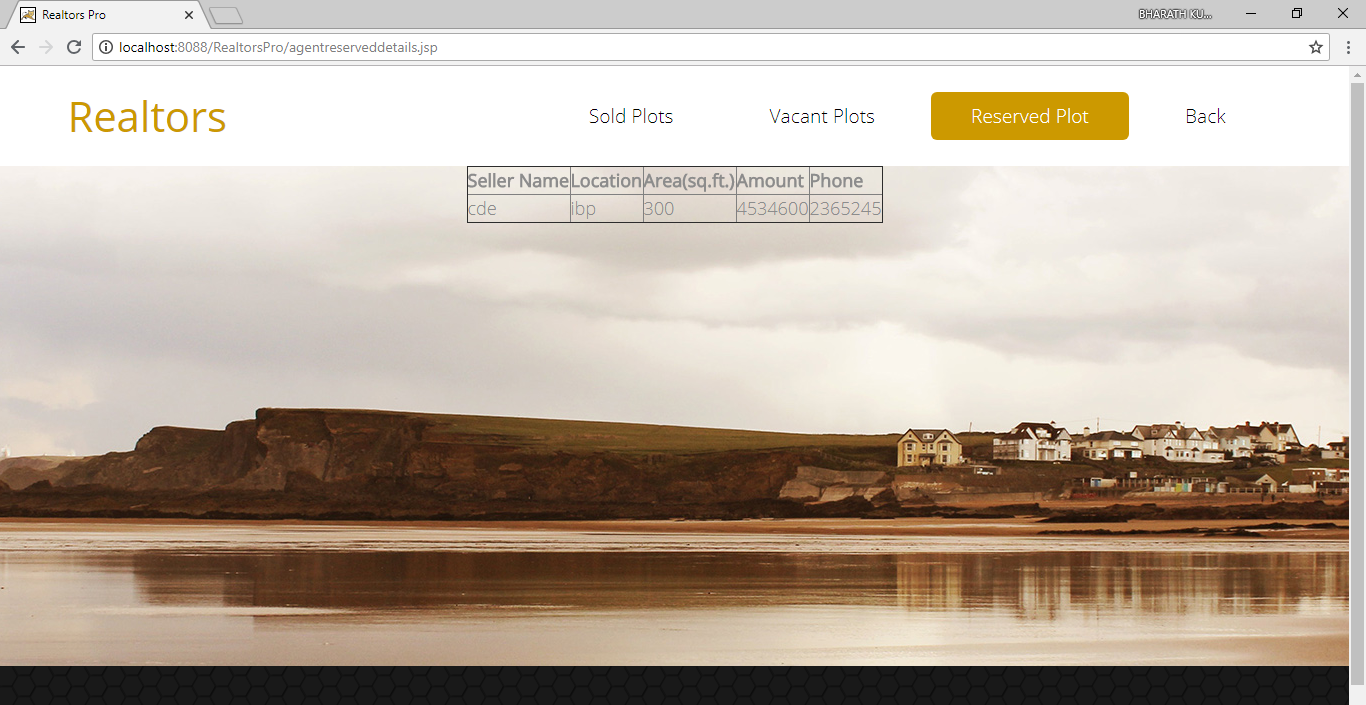 Realtors Pro
BHARATH KU...
localhost:8088/RealtorsPro/agentreserveddetails.jsp
Realtors
Sold Plots Vacant Plots Reserved Plot Back
Seller Name Location Area(sq.ft.) Amount Phone
cde ibp 300 4534600 2365245